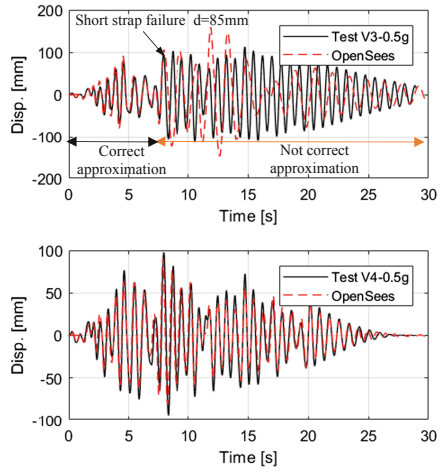 Short strap failure d=85mm
200
100
0
-100
-200
Disp. [mm]
Test V3-0.5g
OpenSees
Correct
approximation
Not correct
approximation
0 5 10 15 20 25 30
Time [s]
100
50
0
-50
-100
Disp. [mm]
Test V4-0.5g
OpenSees
0 5 10 15 20 25 30
Time [s]